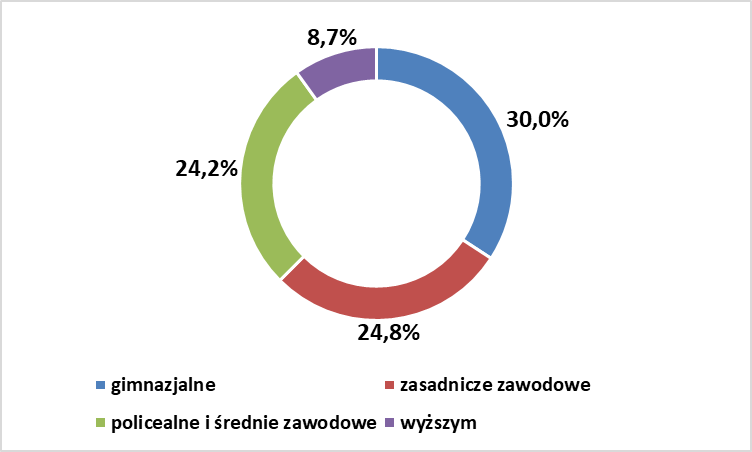 8,7%
30,0%
24,2%
24,8%
gimnazjalne
zasadnicze zawodowe
policealne i średnie zawodowe
wyższym